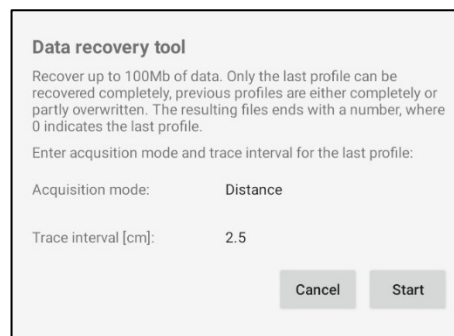 Data recovery tool
Recover up to 100Mb of data. Only the last profile can be
recovered completely, previous profiles are either completely or
partly overwritten. The resulting files ends with a number, where
0 indicates the last profile.
Enter acqusition mode and trace interval for the last profile:
Acquisition mode: Distance
Trace interval [cm]: 2.5
Cancel Start